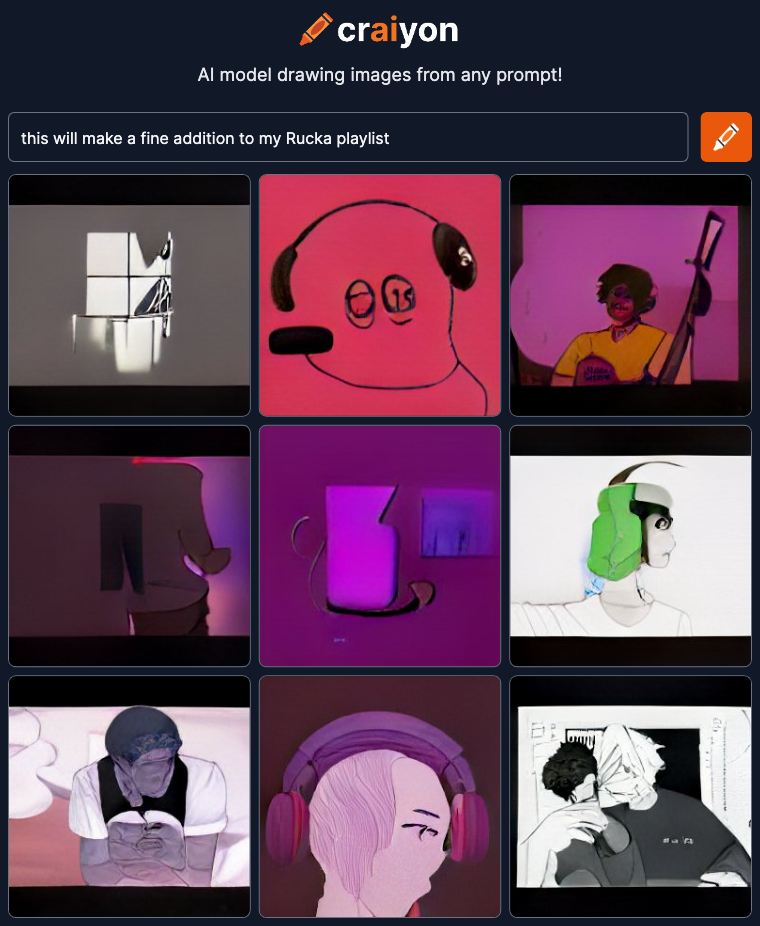 craiyon
AI model drawing images from any prompt!
this will make a fine addition to my Rucka playlist